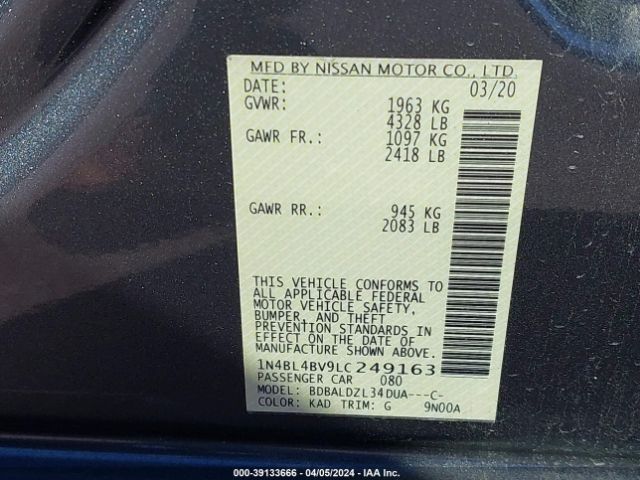 MFD BY NISSAN MOTOR CO., LTD.
DATE: 03/20
GVWR: 1963 KG
4328 LB
GAWR FR.: 1097 KG
2418 LB
GAWR RR.: 945 KG
2083 LB
THIS VEHICLE CONFORMS TO
ALL APPLICABLE FEDERAL
MOTOR VEHICLE SAFETY,
BUMPER, AND THEFT
PREVENTION STANDARDS IN
EFFECT ON THE DATE OF
MANUFACTURE SHOWN ABOVE.
1N4BL4BV9LC249163
PASSENGER CAR 080
MODEL: BDBALDZL34DUA---C-
COLOR: KAD TRIM: G 9N00A
000-39133666 - 04/05/2024 - IAA Inc.